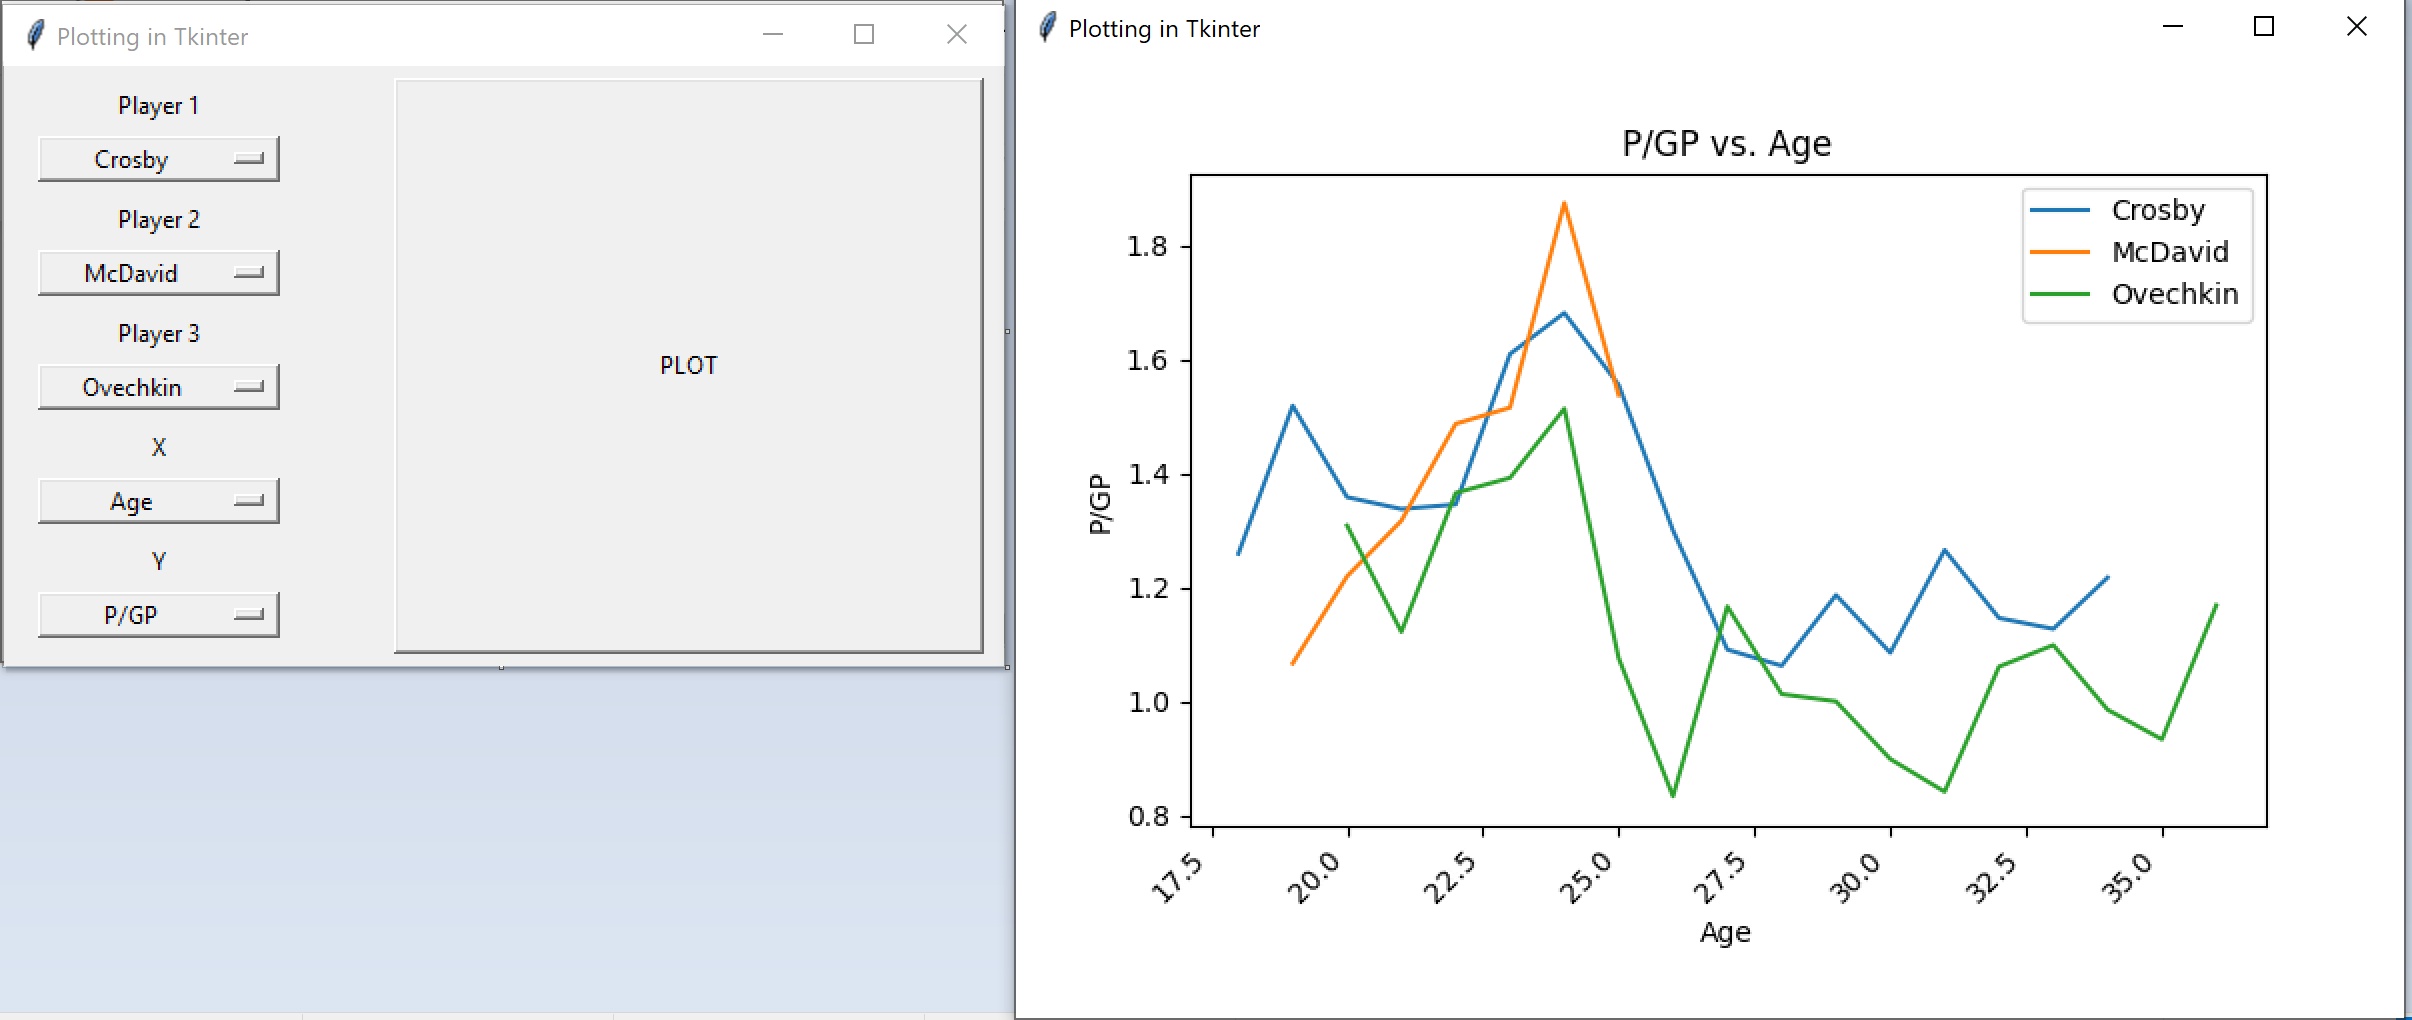 Plotting in Tkinter
Player 1
Crosby
Player 2
McDavid
Player 3
Ovechkin
X
Age
Y
P/GP
PLOT
Plotting in Tkinter
P/GP vs. Age
Crosby
McDavid
Ovechkin
P/GP
1.8
1.6
1.4
1.2
1.0
0.8
17.5 20.0 22.5 25.0 27.5 30.0 32.5 35.0
Age